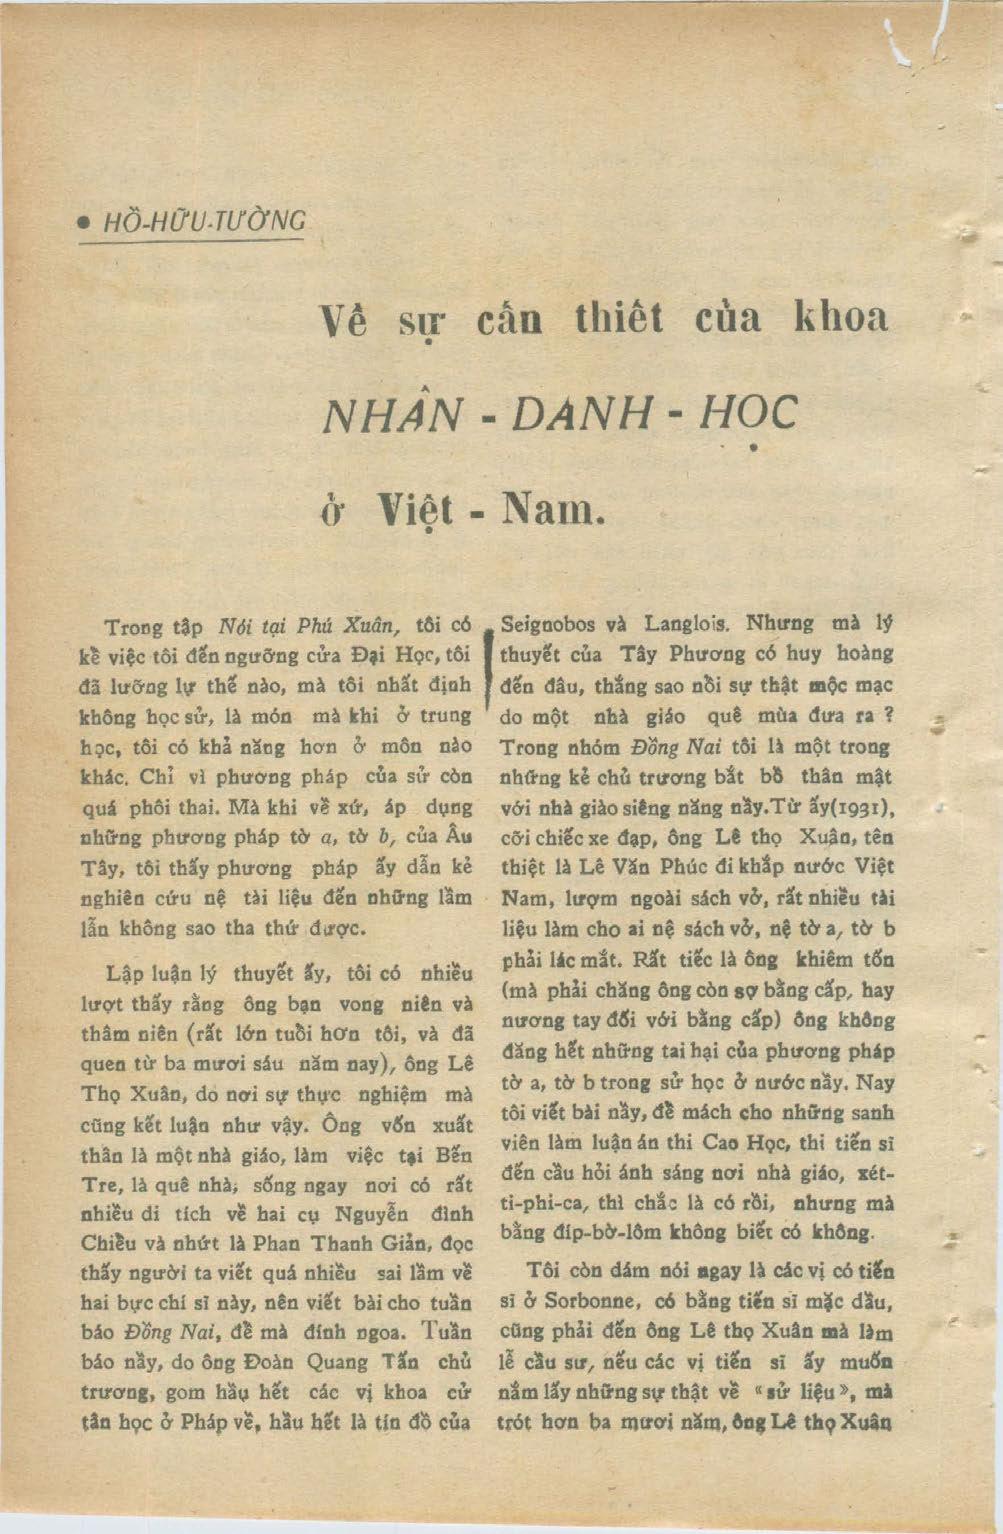 • HỒ-HỮU-TƯỜNG
Về sự cần thiết của khoa
NHÂN - DANH - HỌC
ở Việt - Nam.
Trong tập Nói tại Phú Xuân, tôi có
kể việc tôi đến ngưỡng cửa Đại Học, tôi
đã lưỡng lự thế nào, mà tôi nhất định
không học sử, là món mà khi ở trung
học, tôi có khả năng hơn ở môn nào
khác. Chỉ vì phương pháp của sử còn
quá phôi thai. Mà khi về xứ, áp dụng
những phương pháp tờ a, tờ b, của Âu
Tây, tôi thấy phương pháp ấy dẫn kẻ
nghiên cứu nệ tài liệu đến những lầm
lẫn không sao tha thứ được.
Lập luận lý thuyết ấy, tôi có nhiều
lượt thấy rằng ông bạn vong niên và
thâm niên (rất lớn tuổi hơn tôi, và đã
quen từ ba mươi sáu năm nay), ông Lê
Thọ Xuân, do nơi sự thực nghiệm mà
cũng kết luận như vậy. Ông vốn xuất
thân là một nhà giáo, làm việc tại Bến
Tre, là quê nhà, sống ngay nơi có rất
nhiều di tích về hai cụ Nguyễn đình
Chiểu và nhứt là Phan Thanh Giản, đọc
thấy người ta viết quá nhiều sai lầm về
hai bực chí sĩ này, nên viết bài cho tuần
báo Đồng Nai, để mà đính ngoa. Tuần
báo nầy, do ông Đoàn Quang Tấn chủ
trương, gom hầu hết các vị khoa cử
tân học ở Pháp về, hầu hết là tín đồ của
Seignobos và Langlois. Nhưng mà lý
thuyết của Tây Phương có huy hoàng
đến đâu, thắng sao nổi sự thật mộc mạc
do một nhà giáo quê mùa đưa ra ?
Trong nhóm Đồng Nai tôi là một trong
những kẻ chủ trương bắt bồ thân mật
với nhà giào siêng năng nầy. Từ ấy(1931),
cỡi chiếc xe đạp, ông Lê thọ Xuân, tên
thiệt là Lê Văn Phúc đi khắp nước Việt
Nam, lượm ngoài sách vở, rất nhiều tài
liệu làm cho ai nệ sách vở, nệ tờ a, tờ b
phải lác mắt. Rất tiếc là ông khiêm tốn
(mà phải chăng ông còn sợ bằng cấp, hay
nương tay đối với bằng cấp) ông không
đăng hết những tai hại của phương pháp
tờ a, tờ b trong sử học ở nước nầy. Nay
tôi viết bài nầy, để mách cho những sanh
viên làm luận án thi Cao Học, thi tiến sĩ
đến cầu hỏi ánh sáng nơi nhà giáo, xét-
ti-phi-ca, thì chắc là có rồi, nhưng mà
bằng díp-bờ-lôm không biết có không.
Tôi còn dám nói ngay là các vị có tiến
sĩ ở Sorbonne, có bằng tiến sĩ mặc dầu,
cũng phải đến ông Lê thọ Xuân mà làm
lễ cầu sư, nếu các vị tiến sĩ ấy muốn
nắm lấy những sự thật về « sử liệu », mà
trót hơn ba mươi năm, ông Lê thọ Xuân